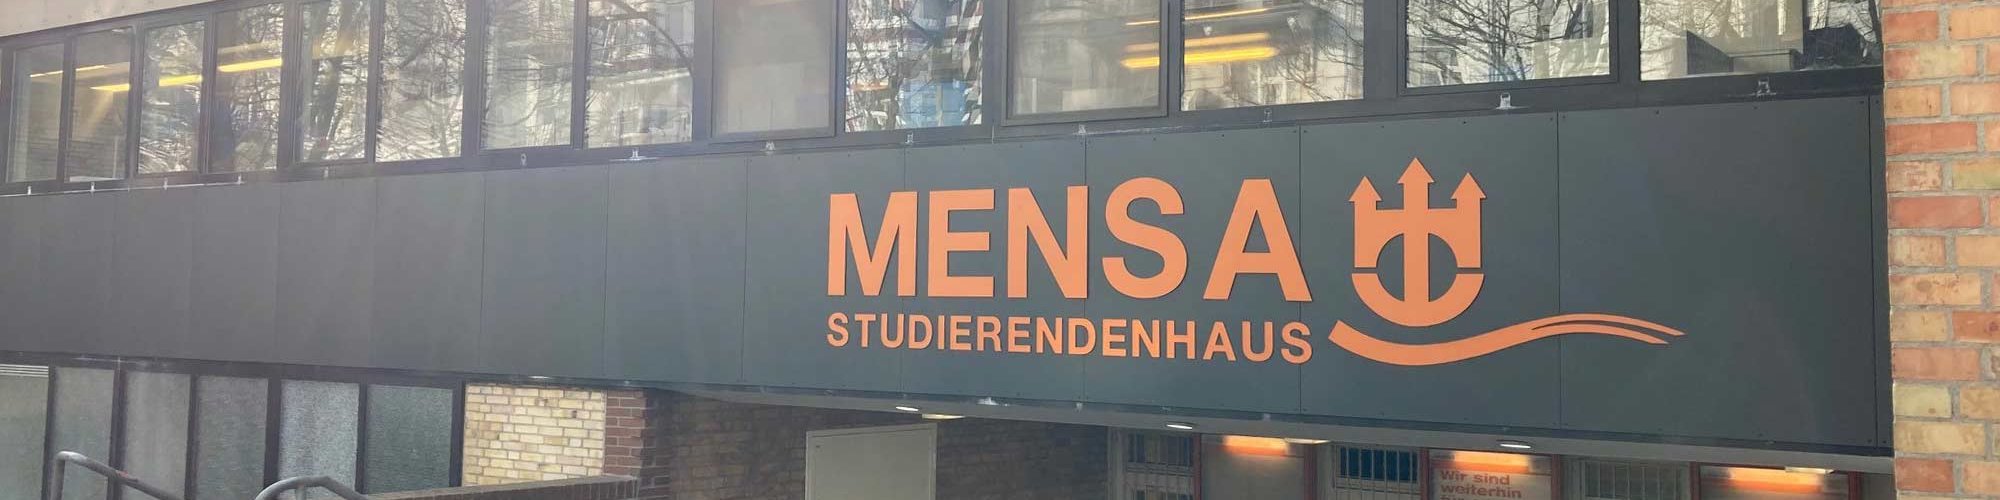 MENSA
STUDIERENDENHAUS
Wir sind
weiterhin